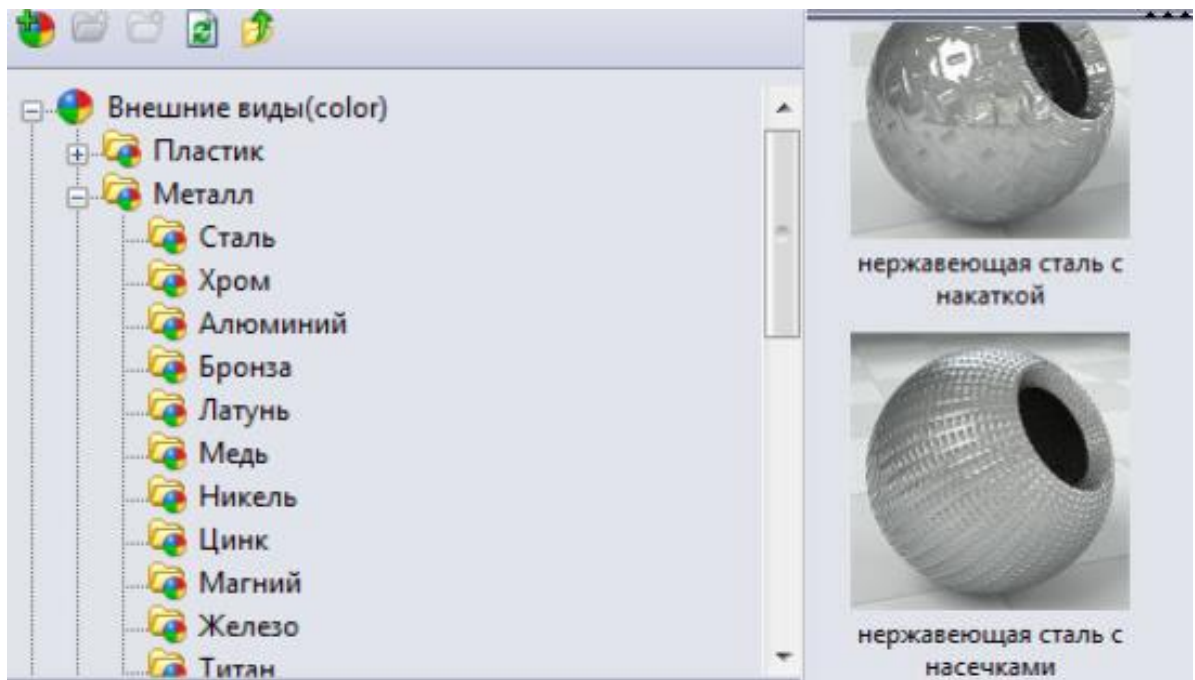 Внешние виды(color)
Пластик
Металл
Сталь
Хром
Алюминий
Бронза
Латунь
Медь
Никель
Цинк
Магний
Железо
Титан
нержавеющая сталь с
накаткой
нержавеющая сталь с
насечками